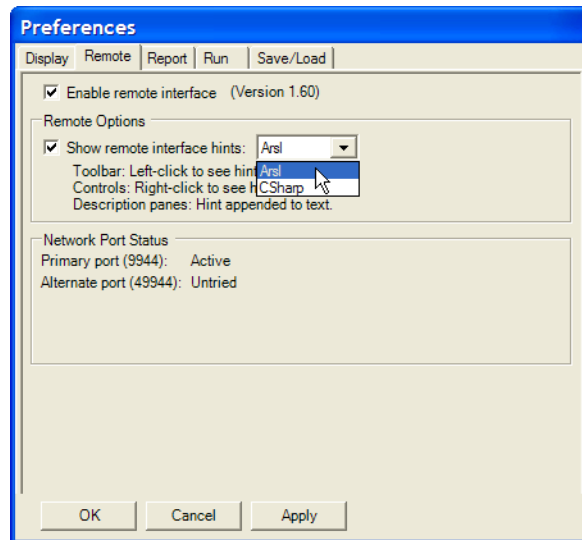 Preferences
Display Remote Report Run Save/Load
Enable remote interface (Version 1.60)
Remote Options
Show remote interface hints: Arsl
Toolbar: Left-click to see hint Arsl
Controls: Right-click to see h CSharp
Description panes: Hint appended to text.
Network Port Status
Primary port (9944): Active
Alternate port (49944): Untried
OK Cancel Apply